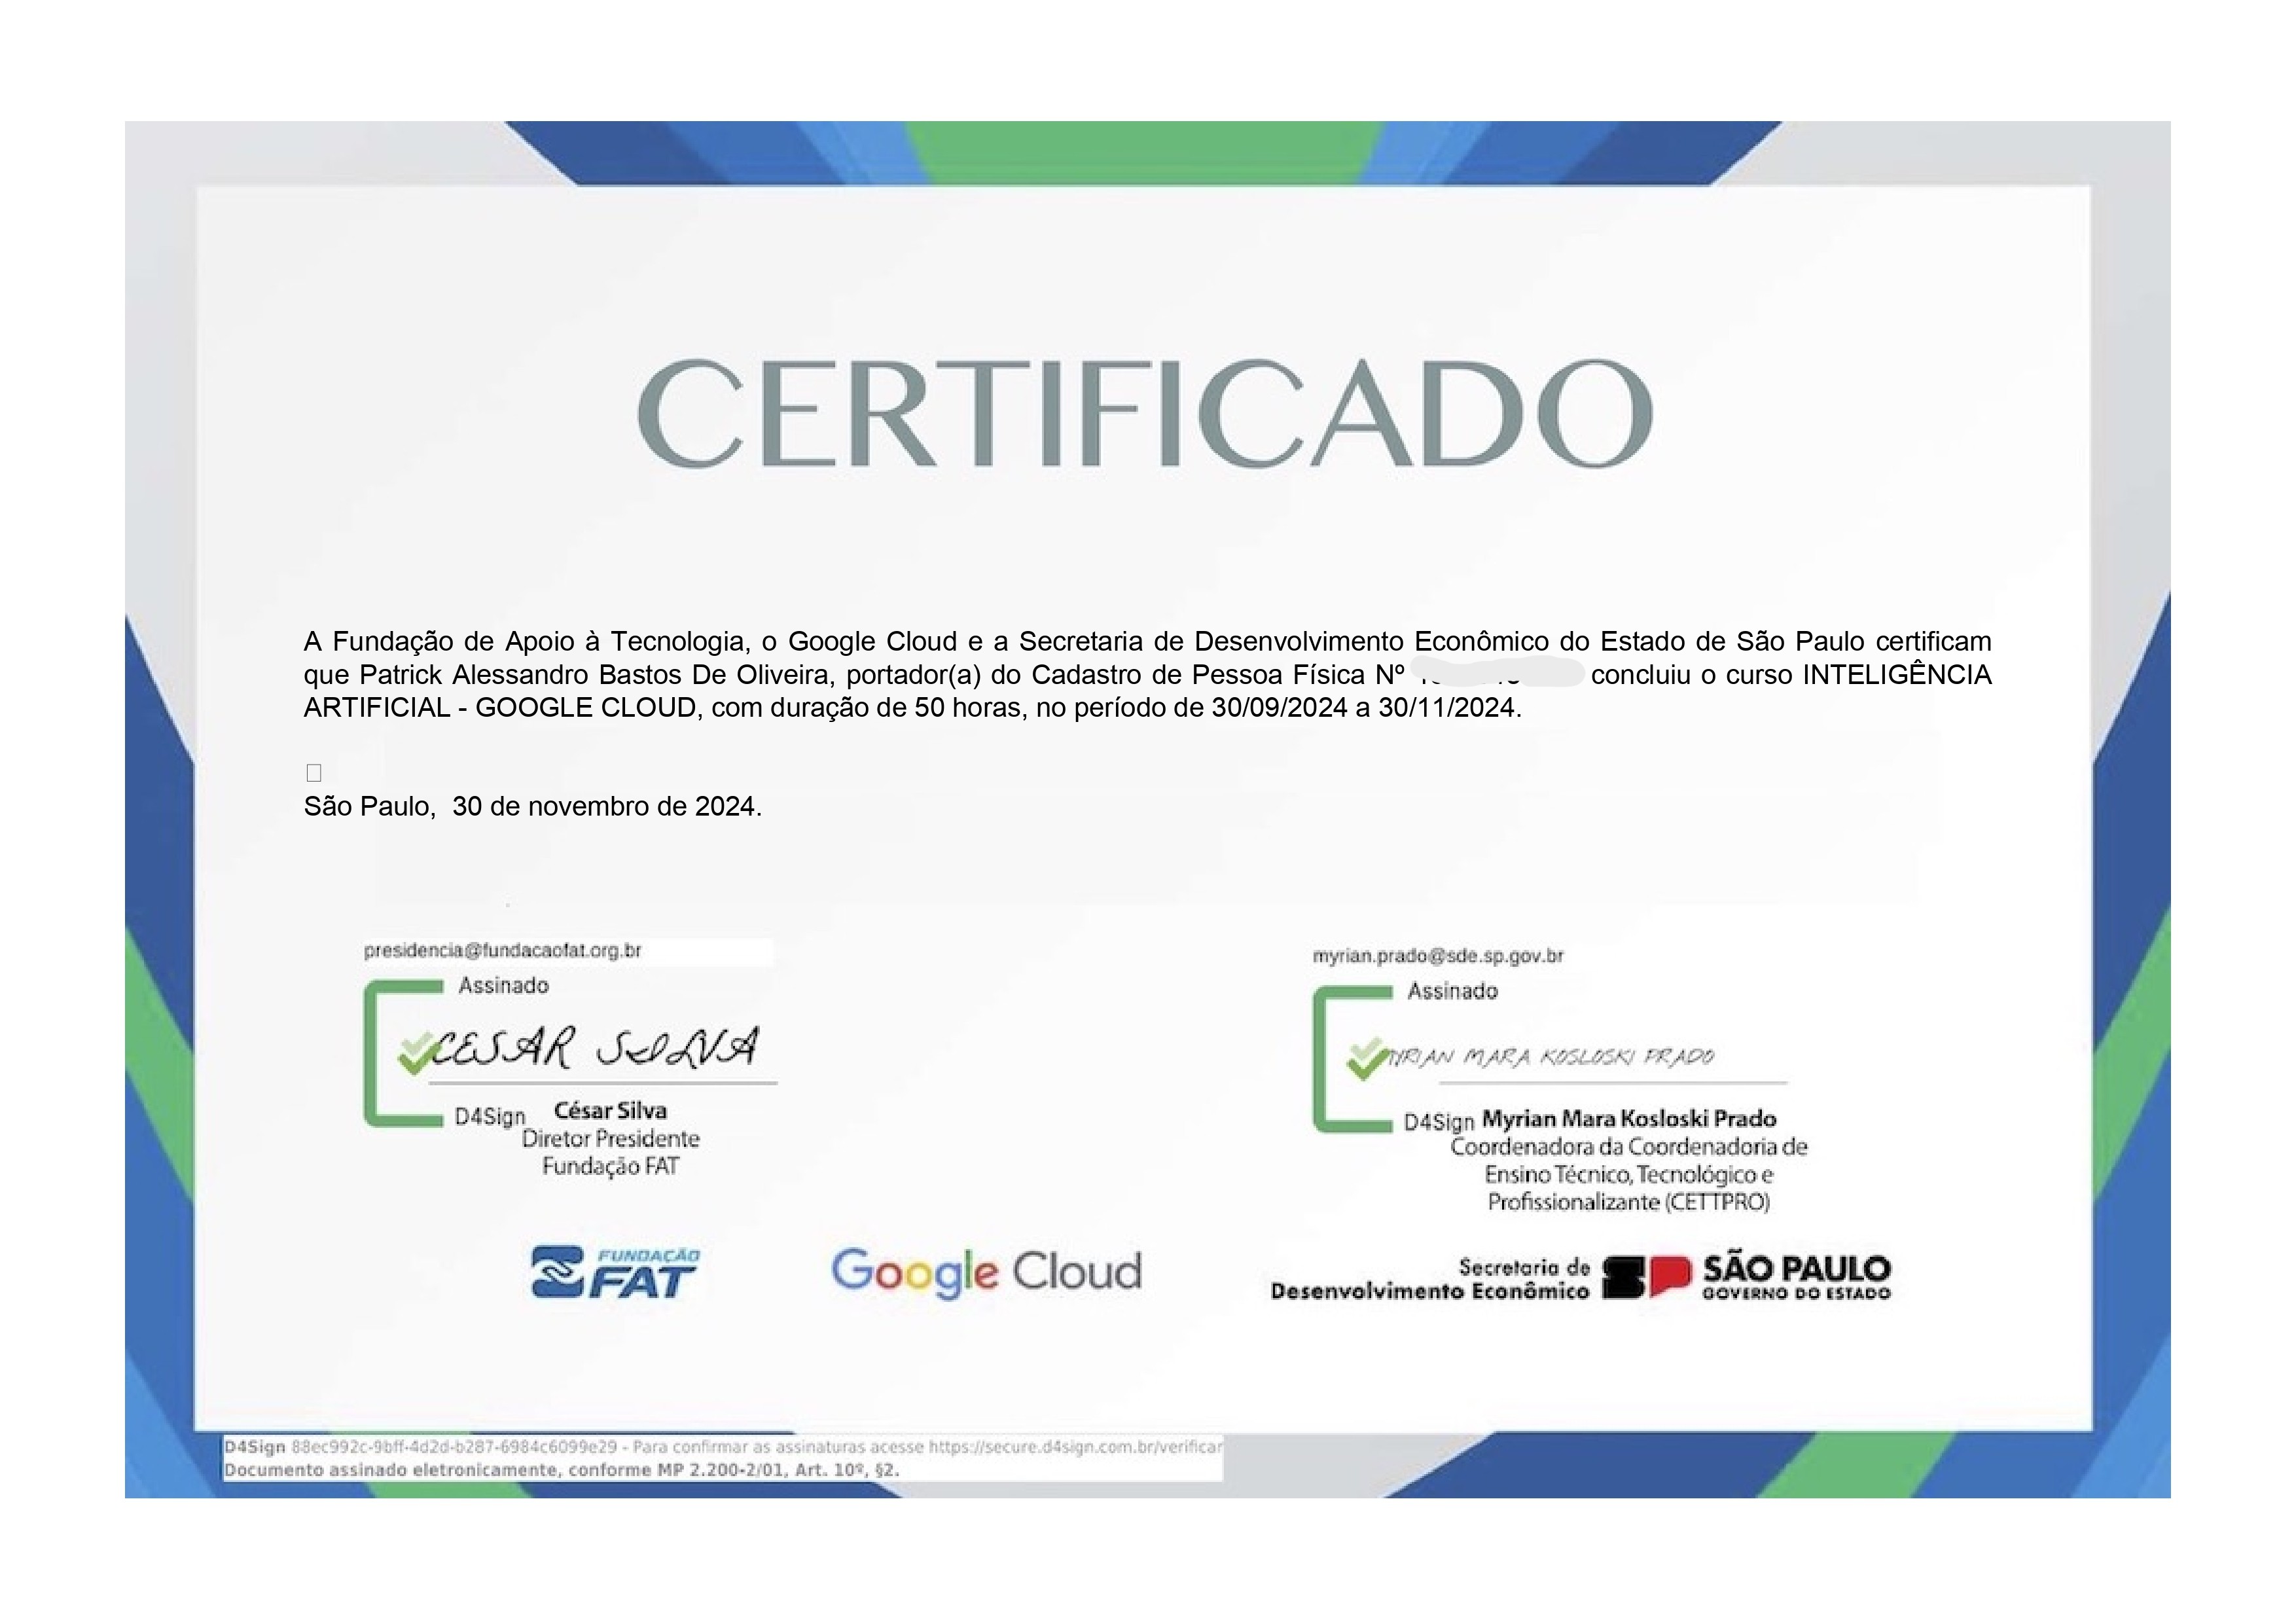 CERTIFICADO
A Fundação de Apoio à Tecnologia, o Google Cloud e a Secretaria de Desenvolvimento Econômico do Estado de São Paulo certificam
que Patrick Alessandro Bastos De Oliveira, portador(a) do Cadastro de Pessoa Física Nº concluiu o curso INTELIGÊNCIA
ARTIFICIAL - GOOGLE CLOUD, com duração de 50 horas, no período de 30/09/2024 a 30/11/2024.
São Paulo, 30 de novembro de 2024.
presidencia@fundacaofat.org.br
Assinado
CESAR SILVA
D4Sign
César Silva
Diretor Presidente
Fundação FAT
myrian.prado@sde.sp.gov.br
Assinado
MYRIAN MARA KOSLOSKI PRADO
D4Sign
Myrian Mara Kosloski Prado
Coordenadora da Coordenadoria de
Ensino Técnico, Tecnológico e
Profissionalizante (CETTPRO)
FUNDAÇÃO
FAT
Google Cloud
Secretaria de
Desenvolvimento Econômico
SP
SÃO PAULO
GOVERNO DO ESTADO
D4Sign 88ec992c-9bff-4d2d-b287-6984c6099e29 - Para confirmar as assinaturas acesse https://secure.d4sign.com.br/verificar
Documento assinado eletronicamente, conforme MP 2.200-2/01, Art. 10º, §2.